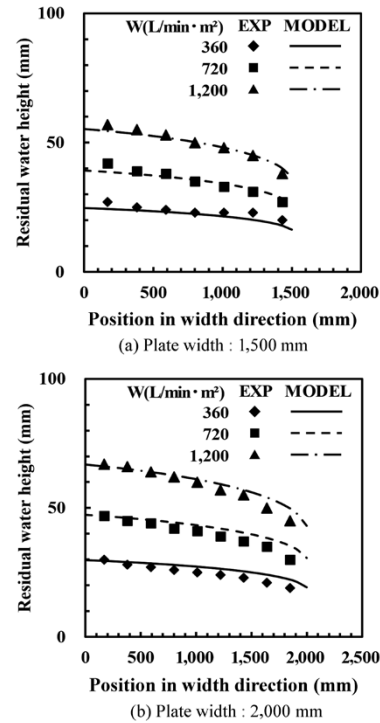 W(L/min・m²) EXP MODEL
360
720
1,200
100
50
0
Residual water height (mm)
0 500 1,000 1,500 2,000
Position in width direction (mm)
(a) Plate width : 1,500 mm
W(L/min・m²) EXP MODEL
360
720
1,200
100
50
0
Residual water height (mm)
0 500 1,000 1,500 2,000 2,500
Position in width direction (mm)
(b) Plate width : 2,000 mm